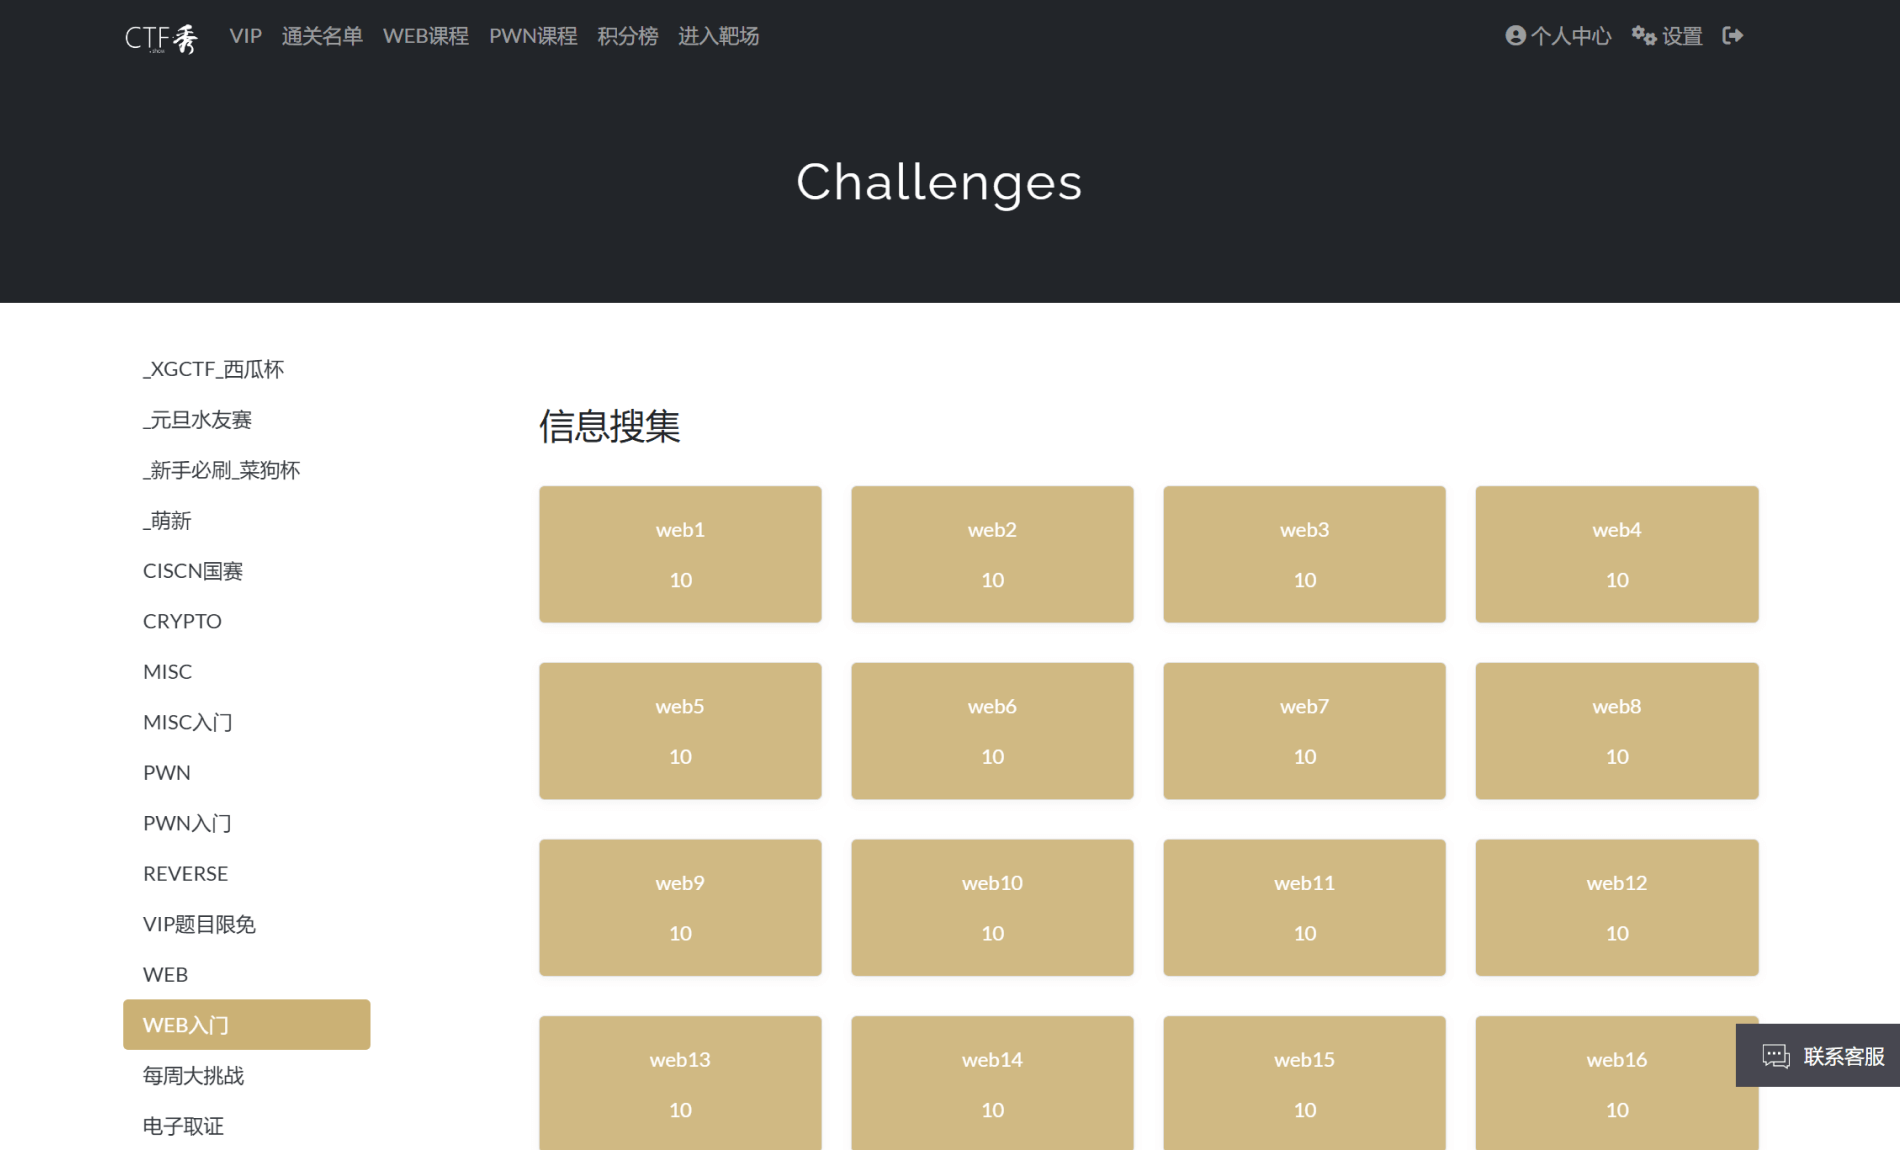 CTF秀 VIP 通关名单 WEB课程 PWN课程 积分榜 进入靶场 个人中心 设置
Challenges
_XGCTF_西瓜杯
_元旦水友赛
_新手必刷_菜狗杯
_萌新
CISCN国赛
CRYPTO
MISC
MISC入门
PWN
PWN入门
REVERSE
VIP题目限免
WEB
WEB入门
每周大挑战
电子取证
信息搜集
web1 web2 web3 web4
10 10 10 10
web5 web6 web7 web8
10 10 10 10
web9 web10 web11 web12
10 10 10 10
web13 web14 web15 web16
10 10 10 10
联系客服